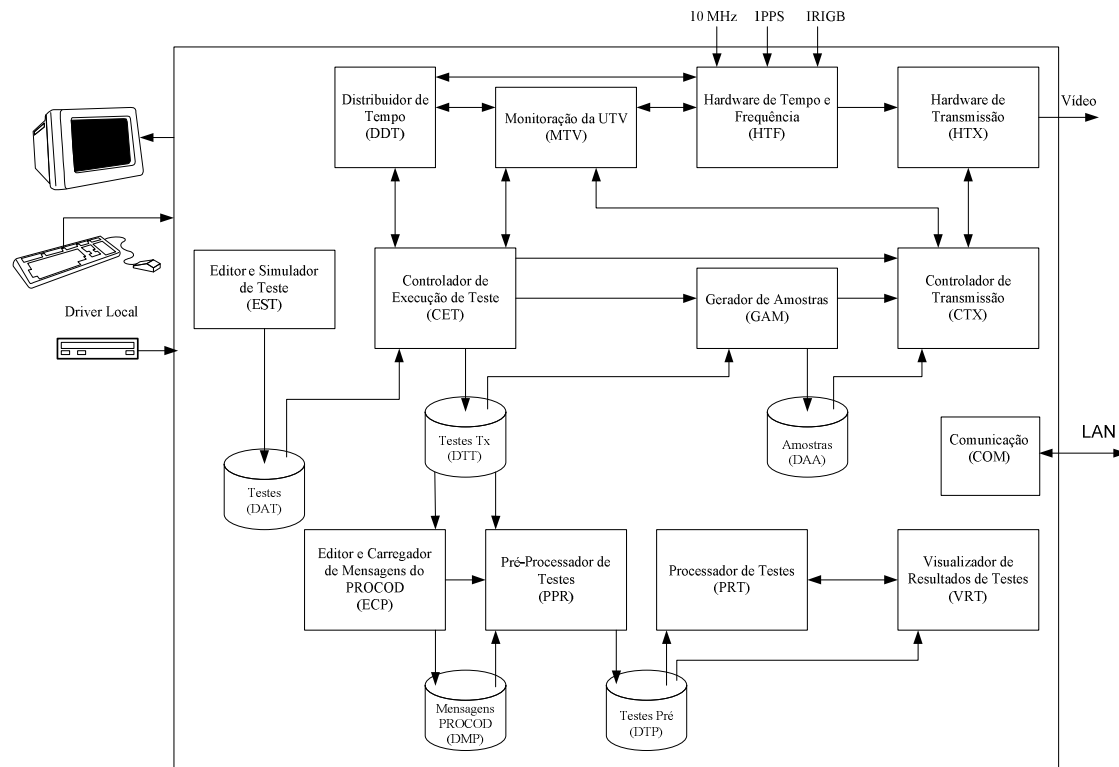 10 MHz
1PPS
IRIGB
Distribuidor de
Tempo
(DDT)
Monitoração da UTV
(MTV)
Hardware de Tempo e
Frequência
(HTF)
Hardware de
Transmissão
(HTX)
Vídeo
Editor e Simulador
de Teste
(EST)
Controlador de
Execução de Teste
(CET)
Gerador de Amostras
(GAM)
Controlador de
Transmissão
(CTX)
Driver Local
Testes
(DAT)
Testes Tx
(DTT)
Amostras
(DAA)
Comunicação
(COM)
LAN
Editor e Carregador
de Mensagens do
PROCOD
(ECP)
Pré-Processador de
Testes
(PPR)
Processador de Testes
(PRT)
Visualizador de
Resultados de Testes
(VRT)
Mensagens
PROCOD
(DMP)
Testes Pré
(DTP)